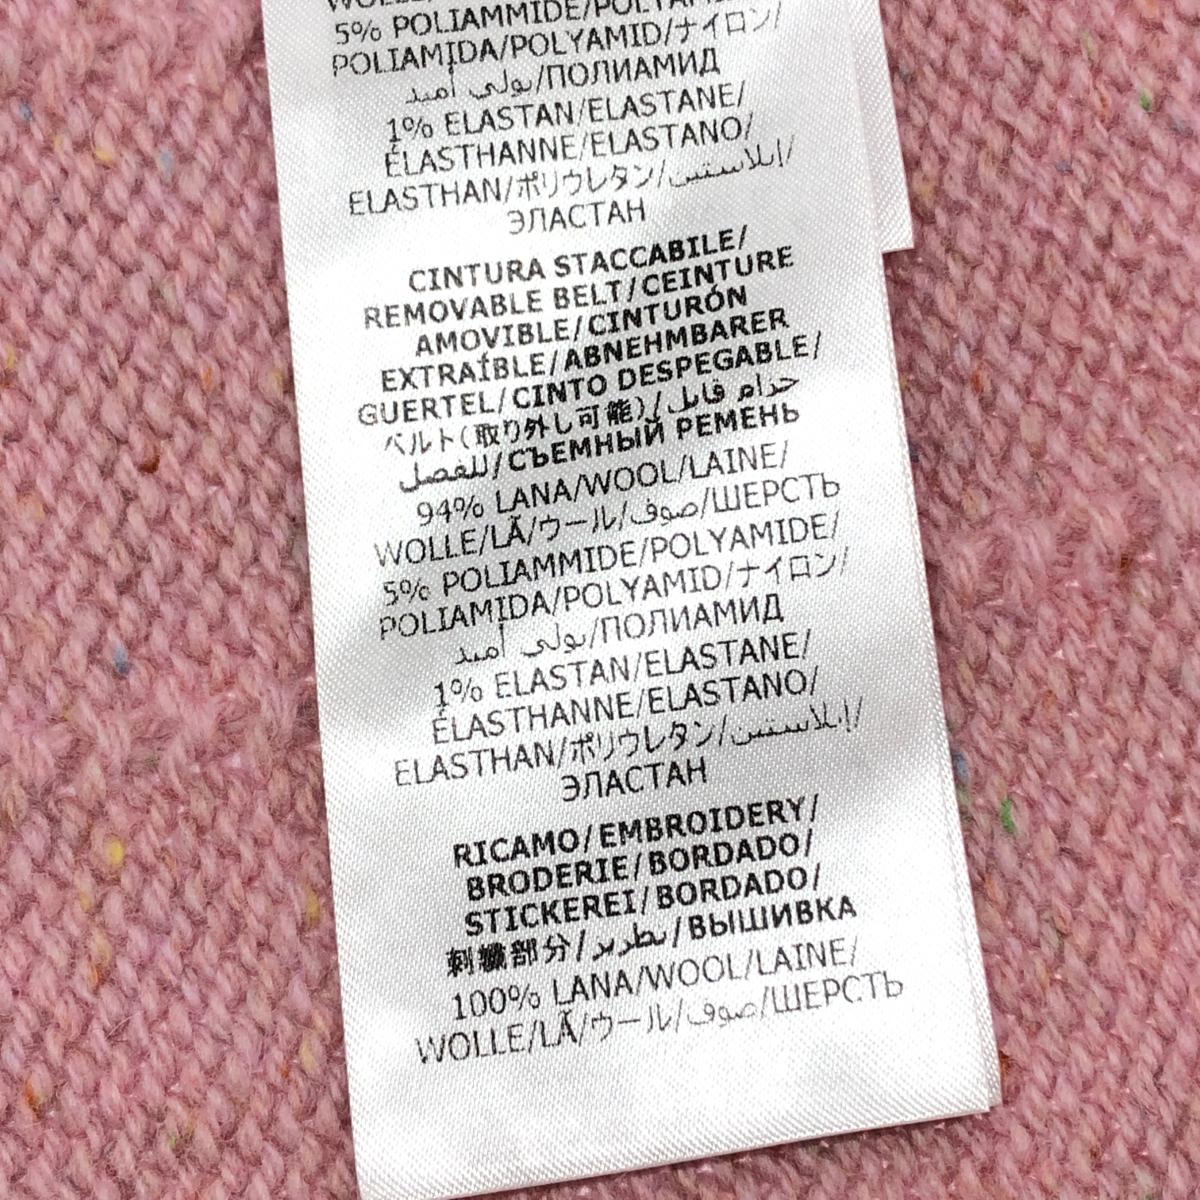 5% POLIAMMIDE/
POLIAMIDA/POLYAMID/ナイロン/
بولي أميد/ПОЛИАМИД
1% ELASTAN/ELASTANE/
ÉLASTHANNE/ELASTANO/
ELASTHAN/ポリウレタン/إيلاستين/
ЭЛАСТАН
CINTURA STACCABILE/
REMOVABLE BELT/CEINTURE
AMOVIBLE/CINTURÓN
EXTRAÍBLE/ABNEHMBARER
GUERTEL/CINTO DESPEGABLE/
ベルト(取り外し可能)/حزام قابل
للفصل/СЪЕМНЫЙ РЕМЕНЬ
94% LANA/WOOL/LAINE/
WOLLE/LÃ/ウール/صوف/ШЕРСТЬ
5% POLIAMMIDE/POLYAMIDE/
POLIAMIDA/POLYAMID/ナイロン/
بولي أميد/ПОЛИАМИД
1% ELASTAN/ELASTANE/
ÉLASTHANNE/ELASTANO/
ELASTHAN/ポリウレタン/إيلاستين/
ЭЛАСТАН
RICAMO/EMBROIDERY/
BRODERIE/BORDADO/
STICKEREI/BORDADO/
刺繍部分/تطريز/ВЫШИВКА
100% LANA/WOOL/LAINE/
WOLLE/LÃ/ウール/صوف/ШЕРСТЬ